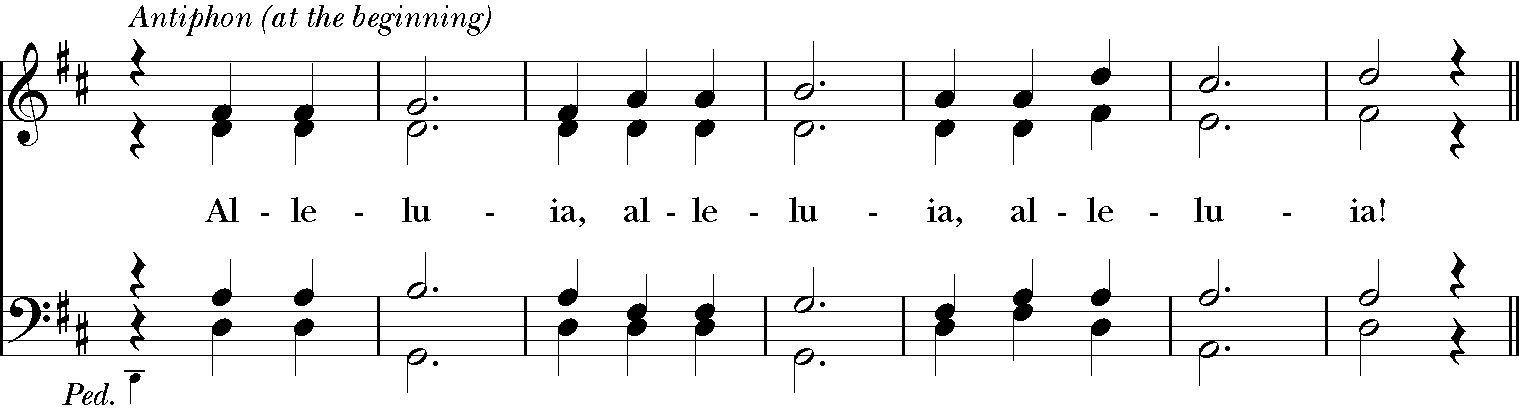 Antiphon (at the beginning)
Al - le - lu - ia, al - le - lu - ia, al - le - lu - ia!
Ped.